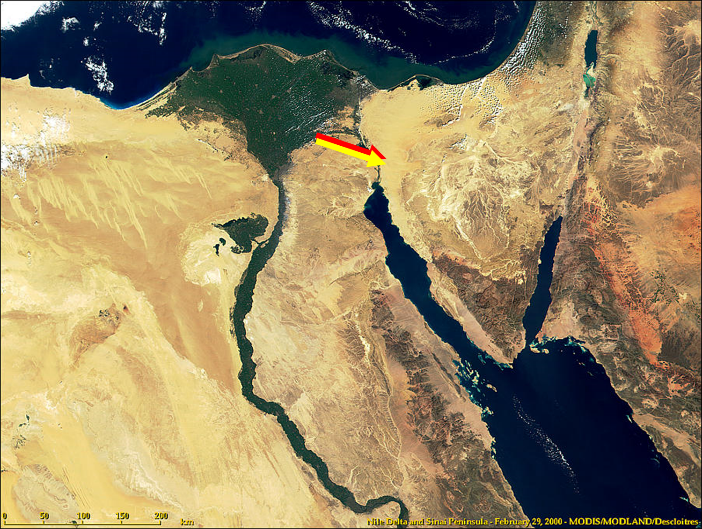 0 50 100 150 200
km
Nile Delta and Sinai Peninsula - February 29, 2000 - MODIS/MODLAND/Descloitres